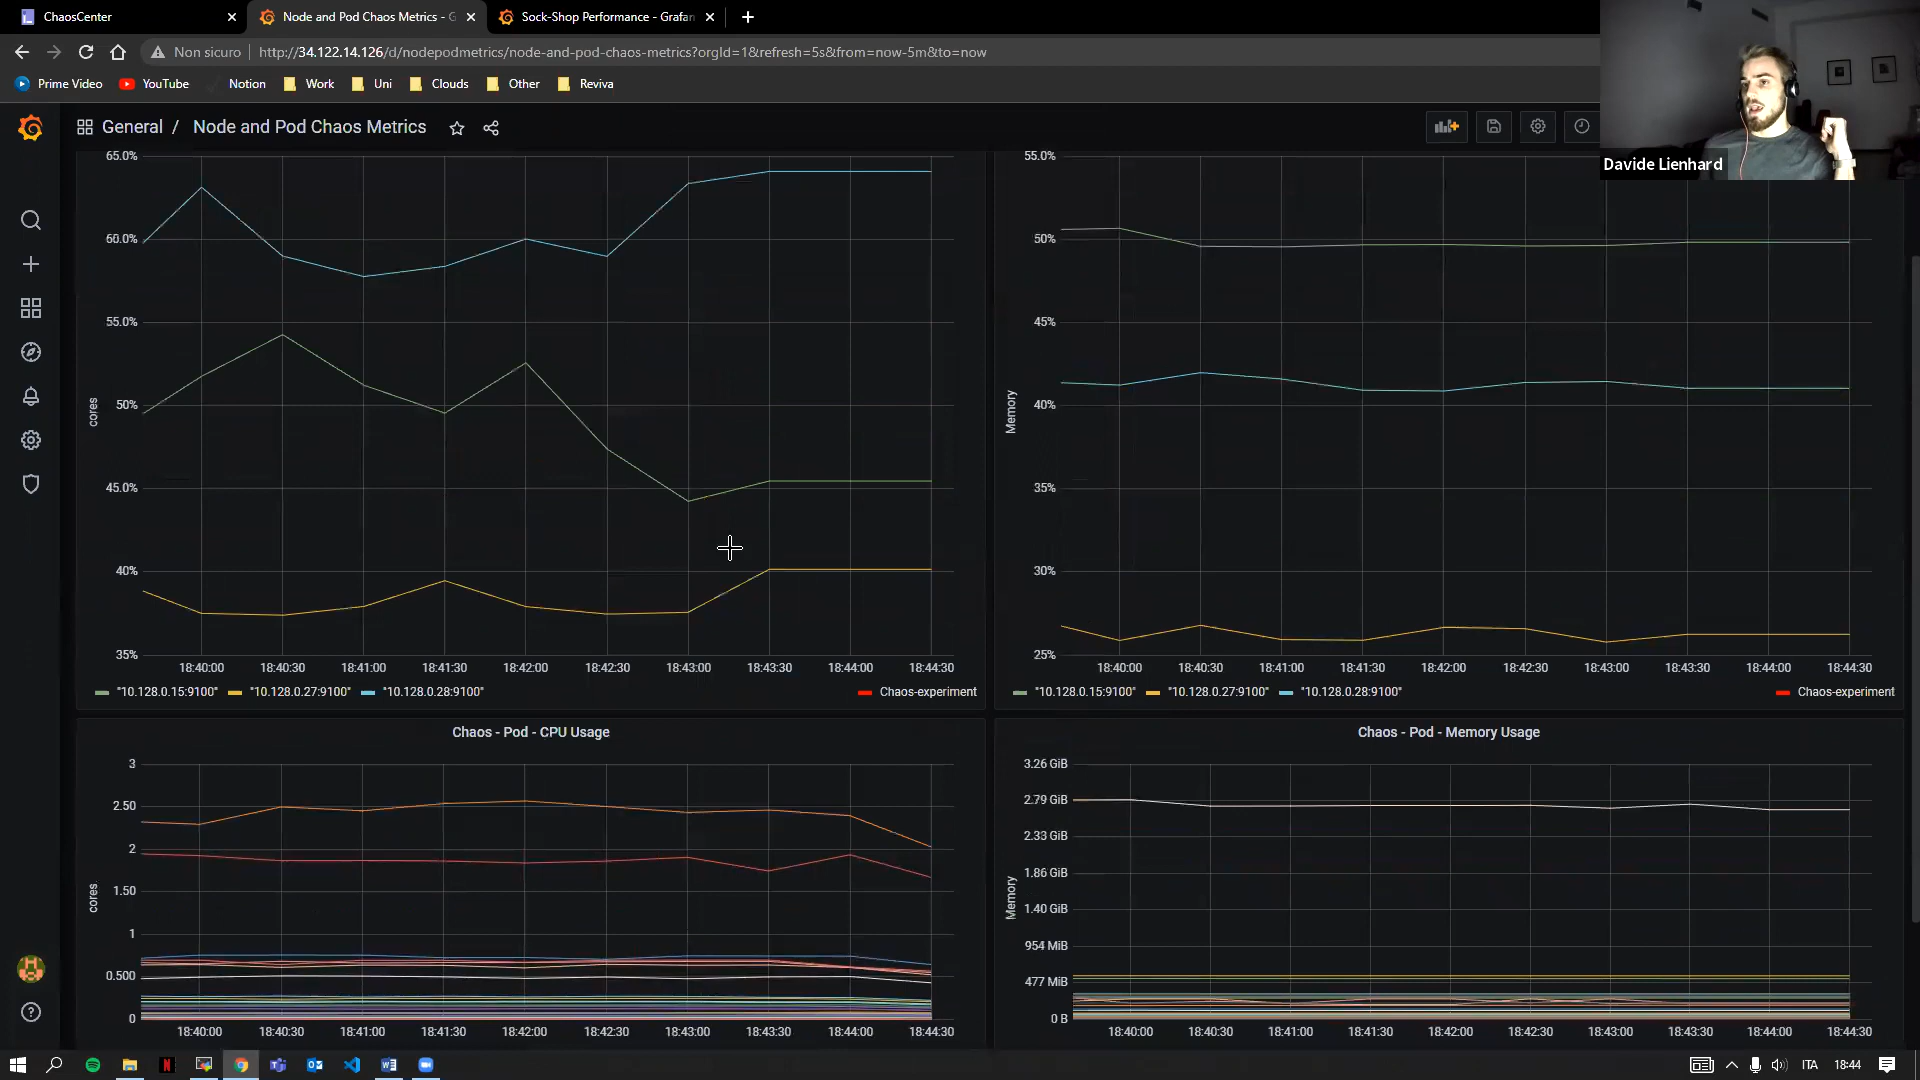 ChaosCenter
Node and Pod Chaos Metrics - G
Sock-Shop Performance - Grafan
Non sicuro
http://34.122.14.126/d/nodepodmetrics/node-and-pod-chaos-metrics?orgId=1&refresh=5s&from=now-5m&to=now
Prime Video
YouTube
Notion
Work
Uni
Clouds
Other
Reviva
General / Node and Pod Chaos Metrics
Davide Lienhard
65.0%
60.0%
55.0%
50%
45.0%
40%
35%
cores
18:40:00 18:40:30 18:41:00 18:41:30 18:42:00 18:42:30 18:43:00 18:43:30 18:44:00 18:44:30
"10.128.0.15:9100" "10.128.0.27:9100" "10.128.0.28:9100" Chaos-experiment
55.0%
50%
45%
40%
35%
30%
25%
Memory
18:40:00 18:40:30 18:41:00 18:41:30 18:42:00 18:42:30 18:43:00 18:43:30 18:44:00 18:44:30
"10.128.0.15:9100" "10.128.0.27:9100" "10.128.0.28:9100" Chaos-experiment
Chaos - Pod - CPU Usage
3
2.50
2
1.50
1
0.500
0
cores
18:40:00 18:40:30 18:41:00 18:41:30 18:42:00 18:42:30 18:43:00 18:43:30 18:44:00 18:44:30
Chaos - Pod - Memory Usage
3.26 GiB
2.79 GiB
2.33 GiB
1.86 GiB
1.40 GiB
954 MiB
477 MiB
0 B
Memory
18:40:00 18:40:30 18:41:00 18:41:30 18:42:00 18:42:30 18:43:00 18:43:30 18:44:00 18:44:30
ITA
18:44